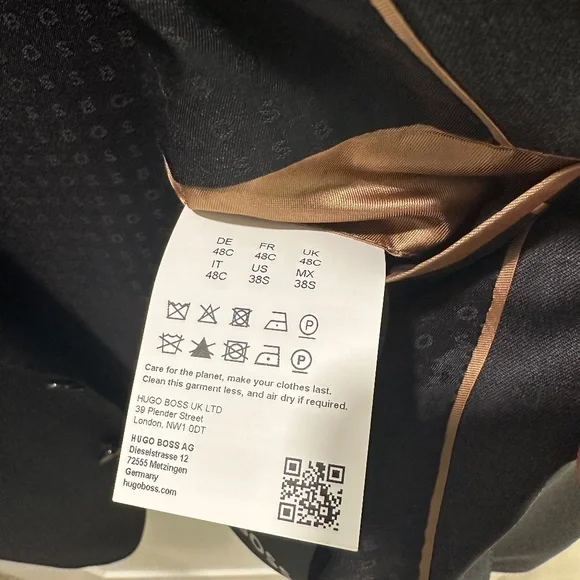 DE FR UK
48C 48C 48C
IT US MX
48C 38S 38S
P
P
Care for the planet, make your clothes last.
Clean this garment less, and air dry if required.
HUGO BOSS UK LTD
39 Plender Street
London, NW1 0DT
HUGO BOSS AG
Dieselstrasse 12
72555 Metzingen
Germany
hugoboss.com
BOSS